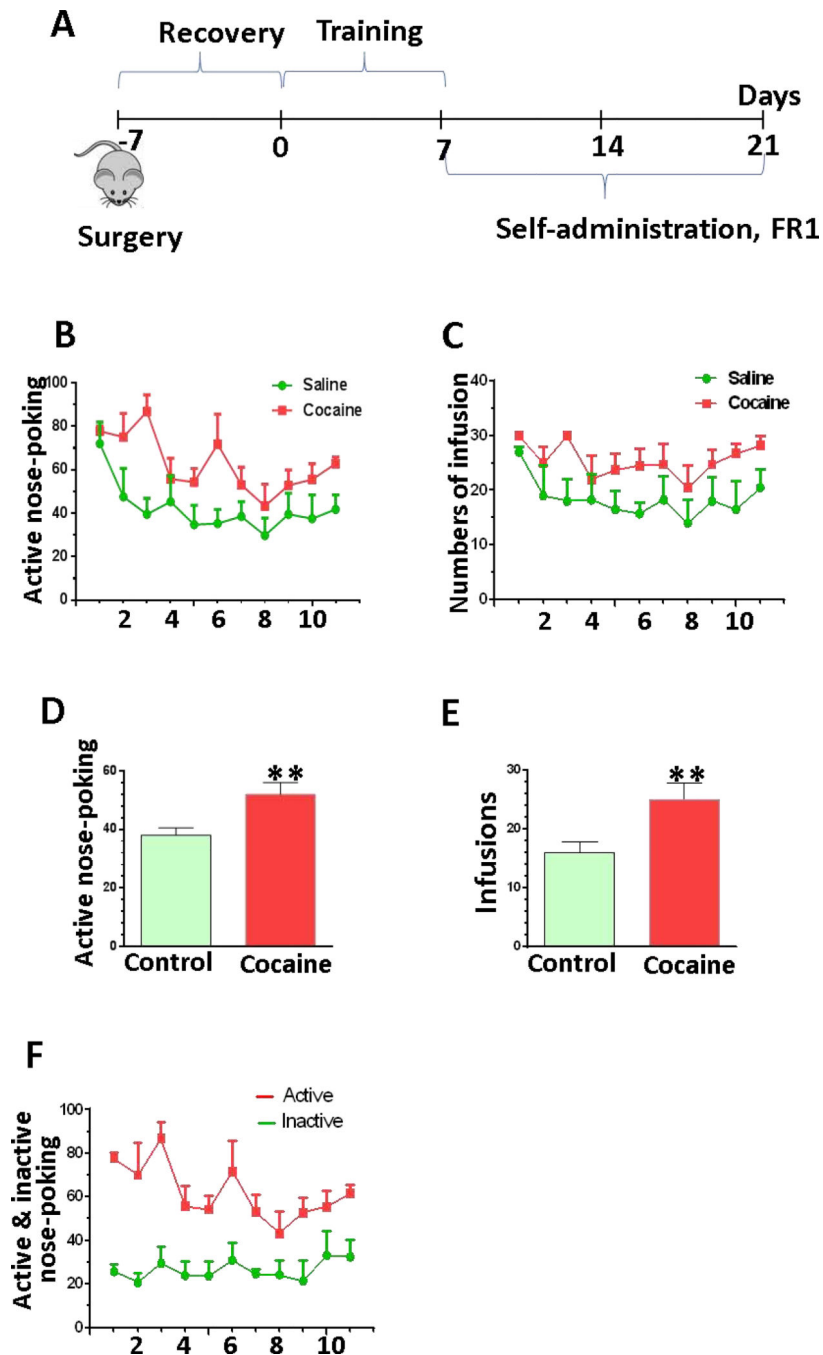 A
Recovery Training
Days
-7 0 7 14 21
Surgery
Self-administration, FR1
B
Active nose-poking
Saline
Cocaine
100
80
60
40
20
0
2 4 6 8 10
C
Numbers of infusion
Saline
Cocaine
40
30
20
10
0
2 4 6 8 10
D
Active nose-poking
60
40
20
0
**
Control Cocaine
E
Infusions
30
20
10
0
**
Control Cocaine
F
Active & inactive
nose-poking
Active
Inactive
100
80
60
40
20
0
2 4 6 8 10